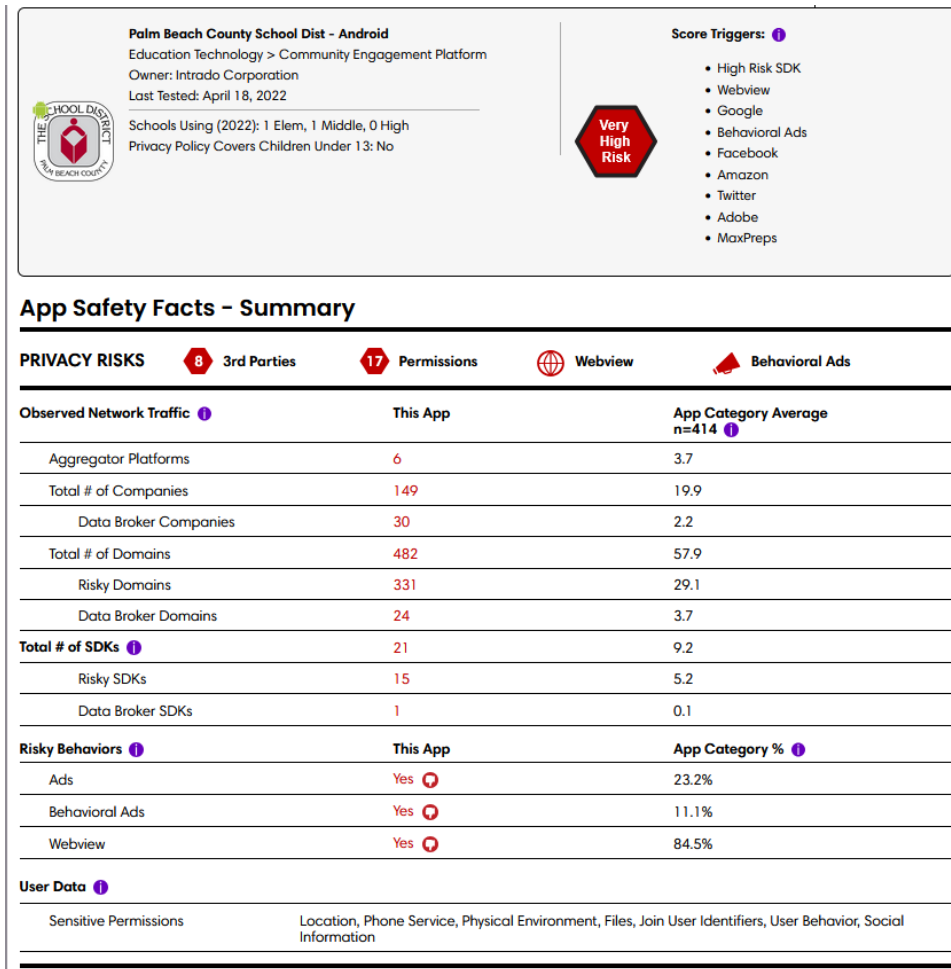 Palm Beach County School Dist - Android
Education Technology > Community Engagement Platform
Owner: Intrado Corporation
Last Tested: April 18, 2022
Schools Using (2022): 1 Elem, 1 Middle, 0 High
Privacy Policy Covers Children Under 13: No
THE SCHOOL DISTRICT
PALM BEACH COUNTY
Very
High
Risk
Score Triggers: i
• High Risk SDK
• Webview
• Google
• Behavioral Ads
• Facebook
• Amazon
• Twitter
• Adobe
• MaxPreps
App Safety Facts - Summary
PRIVACY RISKS 8 3rd Parties 17 Permissions Webview Behavioral Ads
Observed Network Traffic i This App App Category Average
n=414 i
Aggregator Platforms 6 3.7
Total # of Companies 149 19.9
Data Broker Companies 30 2.2
Total # of Domains 482 57.9
Risky Domains 331 29.1
Data Broker Domains 24 3.7
Total # of SDKs i 21 9.2
Risky SDKs 15 5.2
Data Broker SDKs 1 0.1
Risky Behaviors i This App App Category % i
Ads Yes 23.2%
Behavioral Ads Yes 11.1%
Webview Yes 84.5%
User Data i
Sensitive Permissions Location, Phone Service, Physical Environment, Files, Join User Identifiers, User Behavior, Social
Information